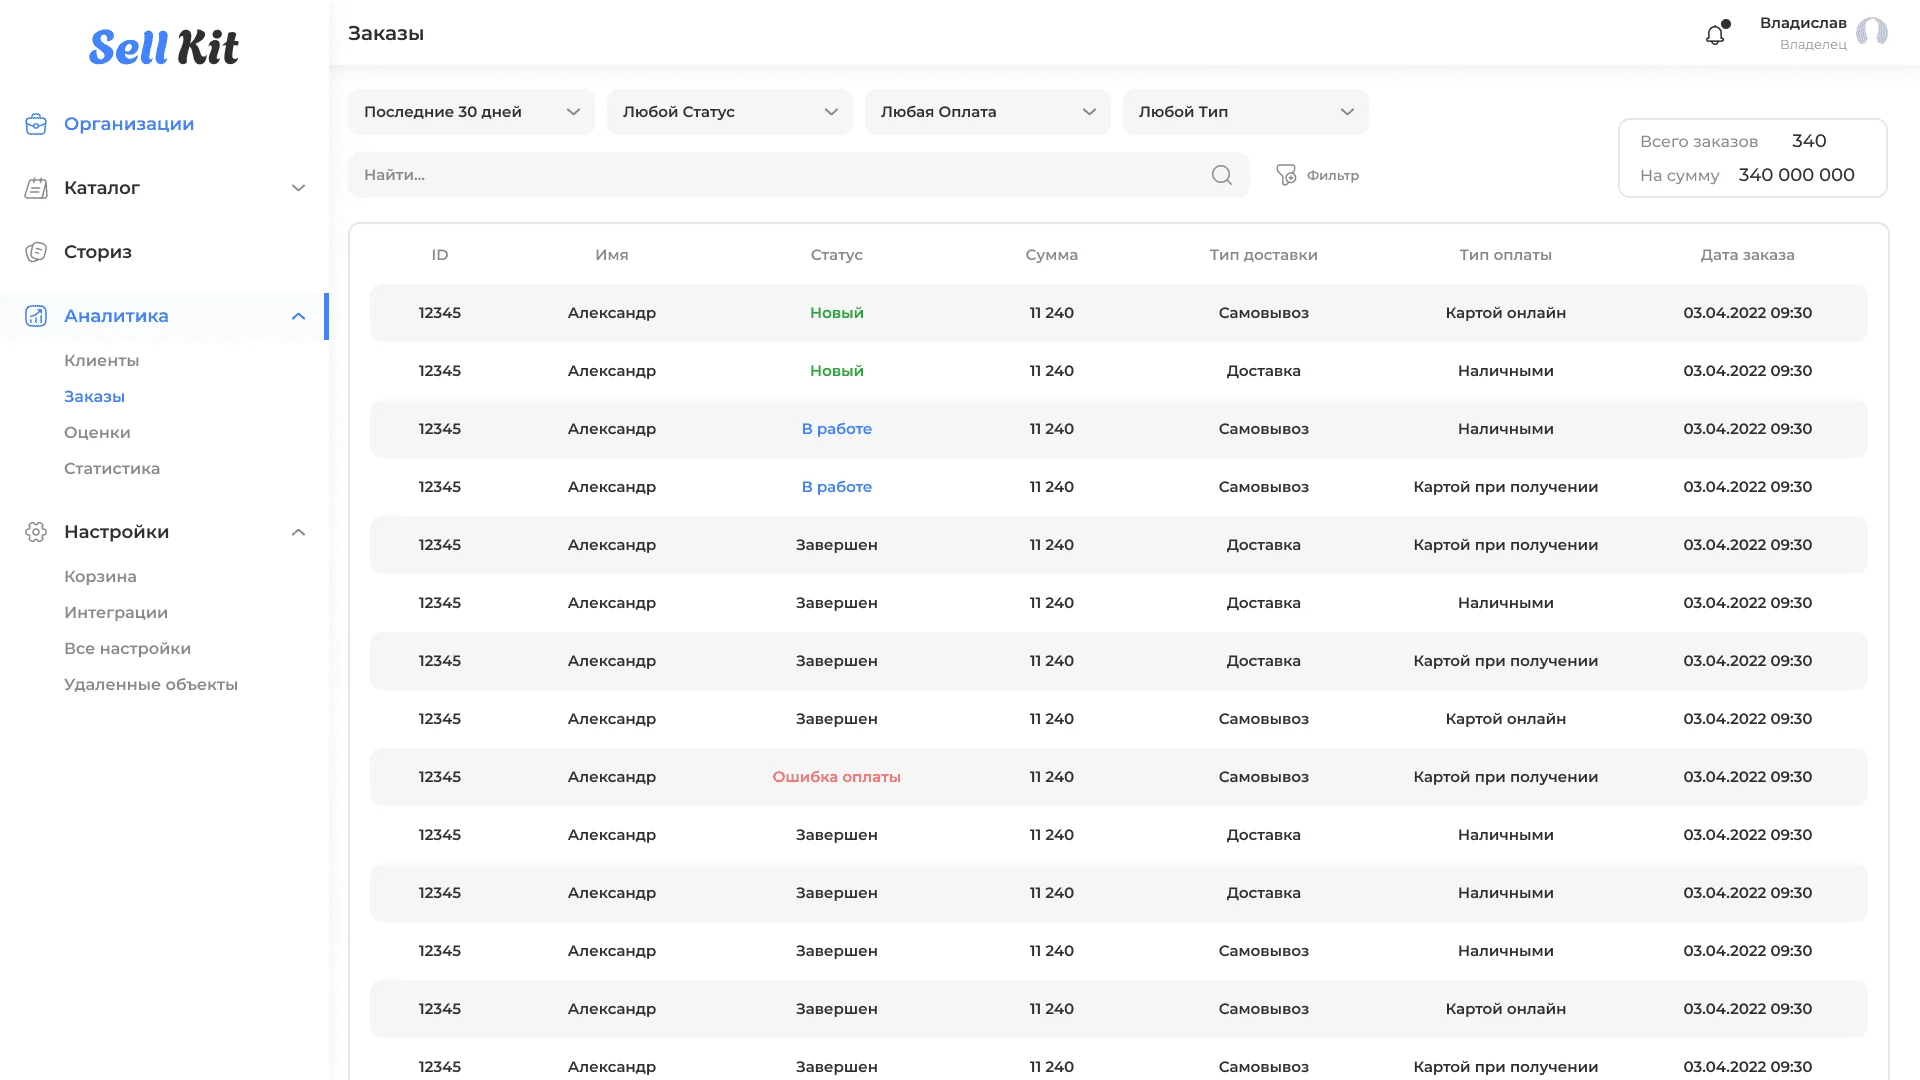 Sell Kit
Организации
Каталог
Сториз
Аналитика
Клиенты
Заказы
Оценки
Статистика
Настройки
Корзина
Интеграции
Все настройки
Удаленные объекты
Заказы
Владислав
Владелец
Последние 30 дней Любой Статус Любая Оплата Любой Тип
Найти... Фильтр
Всего заказов 340
На сумму 340 000 000
ID Имя Статус Сумма Тип доставки Тип оплаты Дата заказа
12345 Александр Новый 11 240 Самовывоз Картой онлайн 03.04.2022 09:30
12345 Александр Новый 11 240 Доставка Наличными 03.04.2022 09:30
12345 Александр В работе 11 240 Самовывоз Наличными 03.04.2022 09:30
12345 Александр В работе 11 240 Самовывоз Картой при получении 03.04.2022 09:30
12345 Александр Завершен 11 240 Доставка Картой при получении 03.04.2022 09:30
12345 Александр Завершен 11 240 Доставка Наличными 03.04.2022 09:30
12345 Александр Завершен 11 240 Доставка Картой при получении 03.04.2022 09:30
12345 Александр Завершен 11 240 Самовывоз Картой онлайн 03.04.2022 09:30
12345 Александр Ошибка оплаты 11 240 Самовывоз Картой при получении 03.04.2022 09:30
12345 Александр Завершен 11 240 Доставка Наличными 03.04.2022 09:30
12345 Александр Завершен 11 240 Доставка Наличными 03.04.2022 09:30
12345 Александр Завершен 11 240 Самовывоз Наличными 03.04.2022 09:30
12345 Александр Завершен 11 240 Самовывоз Картой онлайн 03.04.2022 09:30
12345 Александр Завершен 11 240 Самовывоз Картой при получении 03.04.2022 09:30